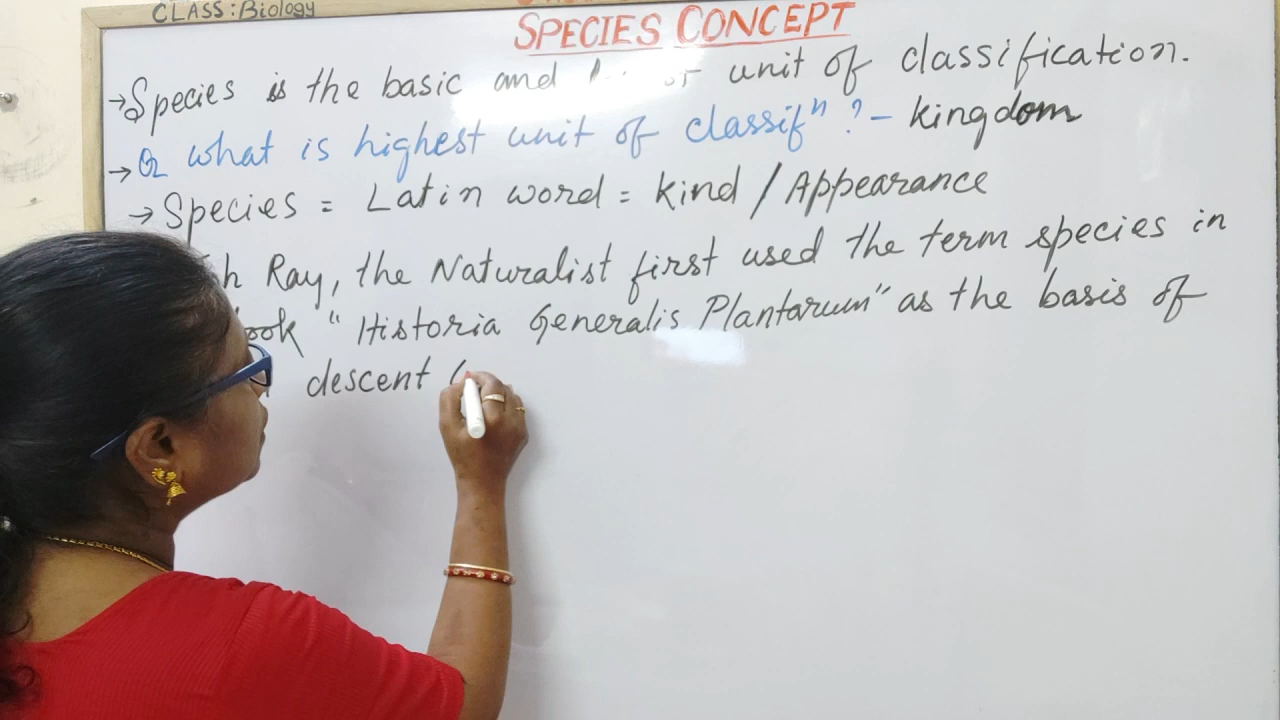 CLASS: Biology
SPECIES CONCEPT
→ Species is the basic and unit of classification.
→ Q what is highest unit of classifⁿ ? - kingdom
→ Species = Latin word = kind / Appearance
Ray, the Naturalist first used the term species in
"Historia Generalis Plantarum" as the basis of
descent (